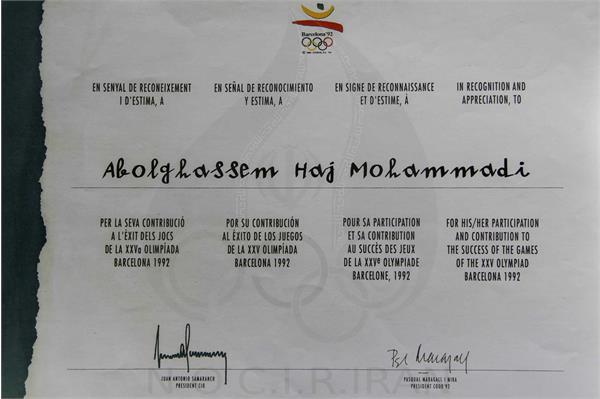 Barcelona'92
EN SENYAL DE RECONEIXEMENT
I D'ESTIMA, A
EN SEÑAL DE RECONOCIMIENTO
Y ESTIMA, A
EN SIGNE DE RECONNAISSANCE
ET D'ESTIME, À
IN RECOGNITION AND
APPRECIATION, TO
Abolghassem Haj Mohammadi
PER LA SEVA CONTRIBUCIÓ
A L'ÈXIT DELS JOCS
DE LA XXVa OLIMPÍADA
BARCELONA 1992
POR SU CONTRIBUCIÓN
AL ÉXITO DE LOS JUEGOS
DE LA XXV OLIMPÍADA
BARCELONA 1992
POUR SA PARTICIPATION
ET SA CONTRIBUTION
AU SUCCÈS DES JEUX
DE LA XXVe OLYMPIADE
BARCELONE, 1992
FOR HIS/HER PARTICIPATION
AND CONTRIBUTION TO
THE SUCCESS OF THE GAMES
OF THE XXV OLYMPIAD
BARCELONA 1992
JUAN ANTONIO SAMARANCH
PRESIDENT CIO
PASQUAL MARAGALL I MIRA
PRESIDENT COOB'92
N.O.C.I.R.IRAN